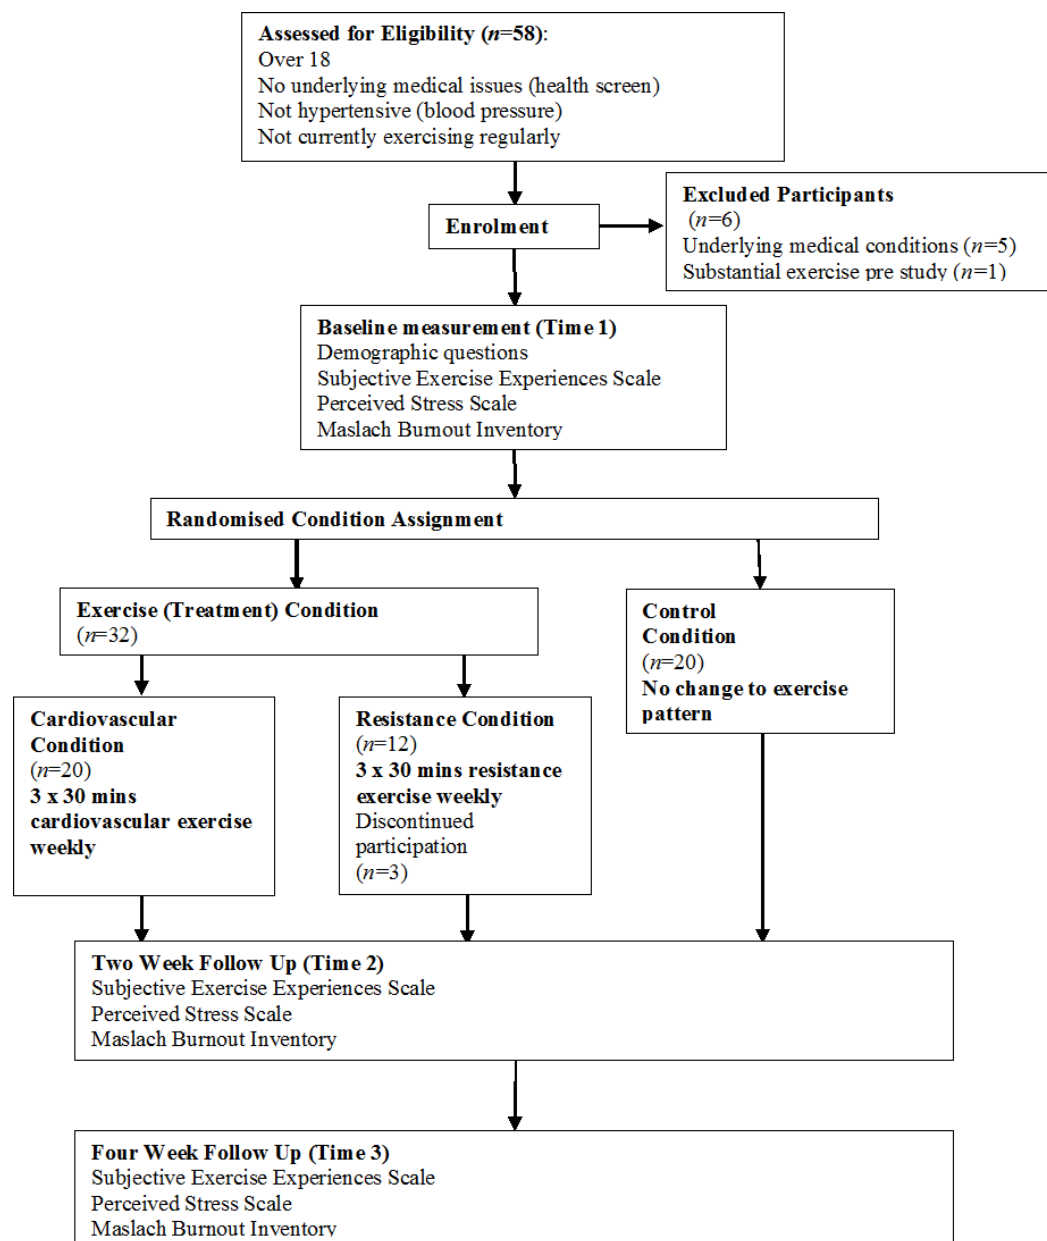 Assessed for Eligibility (n=58):
Over 18
No underlying medical issues (health screen)
Not hypertensive (blood pressure)
Not currently exercising regularly
Enrolment
Excluded Participants
(n=6)
Underlying medical conditions (n=5)
Substantial exercise pre study (n=1)
Baseline measurement (Time 1)
Demographic questions
Subjective Exercise Experiences Scale
Perceived Stress Scale
Maslach Burnout Inventory
Randomised Condition Assignment
Exercise (Treatment) Condition
(n=32)
Control
Condition
(n=20)
No change to exercise
pattern
Cardiovascular
Condition
(n=20)
3 x 30 mins
cardiovascular exercise
weekly
Resistance Condition
(n=12)
3 x 30 mins resistance
exercise weekly
Discontinued
participation
(n=3)
Two Week Follow Up (Time 2)
Subjective Exercise Experiences Scale
Perceived Stress Scale
Maslach Burnout Inventory
Four Week Follow Up (Time 3)
Subjective Exercise Experiences Scale
Perceived Stress Scale
Maslach Burnout Inventory